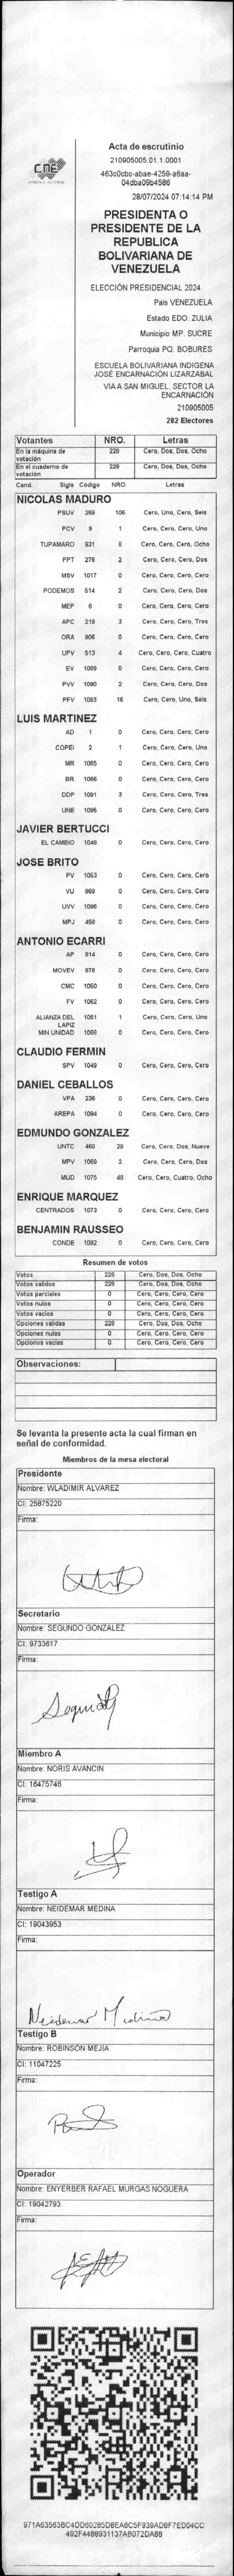 CNE
Acta de escrutinio
210905005.01.1.0001
463c0cbc-abae-4259-a6aa-
04dba09b4586
28/07/2024 07:14:14 PM
PRESIDENTA O
PRESIDENTE DE LA
REPUBLICA
BOLIVARIANA DE
VENEZUELA
ELECCIÓN PRESIDENCIAL 2024
Pais VENEZUELA
Estado EDO. ZULIA
Municipio MP. SUCRE
Parroquia PQ. BOBURES
ESCUELA BOLIVARIANA INDIGENA
JOSÉ ENCARNACIÓN LIZARZABAL
VIA A SAN MIGUEL, SECTOR LA
ENCARNACIÓN
210905005
282 Electores
Votantes NRO. Letras
En la máquina de votación 228 Cero, Dos, Dos, Ocho
En el cuaderno de votación 228 Cero, Dos, Dos, Ocho
Cand. Sigla Código NRO. Letras
NICOLAS MADURO
PSUV 269 106 Cero, Uno, Cero, Seis
PCV 9 1 Cero, Cero, Cero, Uno
TUPAMARO 931 8 Cero, Cero, Cero, Ocho
PPT 276 2 Cero, Cero, Cero, Dos
MSV 1017 0 Cero, Cero, Cero, Cero
PODEMOS 514 2 Cero, Cero, Cero, Dos
MEP 6 0 Cero, Cero, Cero, Cero
APC 219 3 Cero, Cero, Cero, Tres
ORA 906 0 Cero, Cero, Cero, Cero
UPV 513 4 Cero, Cero, Cero, Cuatro
EV 1089 0 Cero, Cero, Cero, Cero
PVV 1090 2 Cero, Cero, Cero, Dos
PFV 1093 16 Cero, Cero, Uno, Seis
LUIS MARTINEZ
AD 1 0 Cero, Cero, Cero, Cero
COPEI 2 1 Cero, Cero, Cero, Uno
MR 1065 0 Cero, Cero, Cero, Cero
BR 1066 0 Cero, Cero, Cero, Cero
DDP 1091 3 Cero, Cero, Cero, Tres
UNE 1095 0 Cero, Cero, Cero, Cero
JAVIER BERTUCCI
EL CAMBIO 1048 0 Cero, Cero, Cero, Cero
JOSE BRITO
PV 1053 0 Cero, Cero, Cero, Cero
VU 868 0 Cero, Cero, Cero, Cero
UVV 1096 0 Cero, Cero, Cero, Cero
MPJ 458 0 Cero, Cero, Cero, Cero
ANTONIO ECARRI
AP 814 0 Cero, Cero, Cero, Cero
MOVEV 870 0 Cero, Cero, Cero, Cero
CMC 1050 0 Cero, Cero, Cero, Cero
FV 1052 0 Cero, Cero, Cero, Cero
ALIANZA DEL LAPIZ 1051 1 Cero, Cero, Cero, Uno
MIN UNIDAD 1068 0 Cero, Cero, Cero, Cero
CLAUDIO FERMIN
SPV 1049 0 Cero, Cero, Cero, Cero
DANIEL CEBALLOS
VPA 236 0 Cero, Cero, Cero, Cero
AREPA 1094 0 Cero, Cero, Cero, Cero
EDMUNDO GONZALEZ
UNTC 460 29 Cero, Cero, Dos, Nueve
MPV 1069 2 Cero, Cero, Cero, Dos
MUD 1075 48 Cero, Cero, Cuatro, Ocho
ENRIQUE MARQUEZ
CENTRADOS 1073 0 Cero, Cero, Cero, Cero
BENJAMIN RAUSSEO
CONDE 1092 0 Cero, Cero, Cero, Cero
Resumen de votos
Votos 228 Cero, Dos, Dos, Ocho
Votos validos 228 Cero, Dos, Dos, Ocho
Votos parciales 0 Cero, Cero, Cero, Cero
Votos nulos 0 Cero, Cero, Cero, Cero
Votos vacios 0 Cero, Cero, Cero, Cero
Opciones validas 228 Cero, Dos, Dos, Ocho
Opciones nulas 0 Cero, Cero, Cero, Cero
Opciones vacias 0 Cero, Cero, Cero, Cero
Observaciones:
Se levanta la presente acta la cual firman en
señal de conformidad.
Miembros de la mesa electoral
Presidente
Nombre: WLADIMIR ALVAREZ
CI: 25875220
Firma:
Secretario
Nombre: SEGUNDO GONZALEZ
CI: 9733617
Firma:
Miembro A
Nombre: NORIS AVANCIN
CI: 16475746
Firma:
Testigo A
Nombre: NEIDEMAR MEDINA
CI: 19043953
Firma:
Neidemar Medina
Testigo B
Nombre: ROBINSON MEJIA
CI: 11047225
Firma:
Operador
Nombre: ENYERBER RAFAEL MURGAS NOGUERA
CI: 19042793
Firma:
971A63563BC4DD60285D8EA6C5F939AD8F7ED04CC
492F4488931137AB072DA88